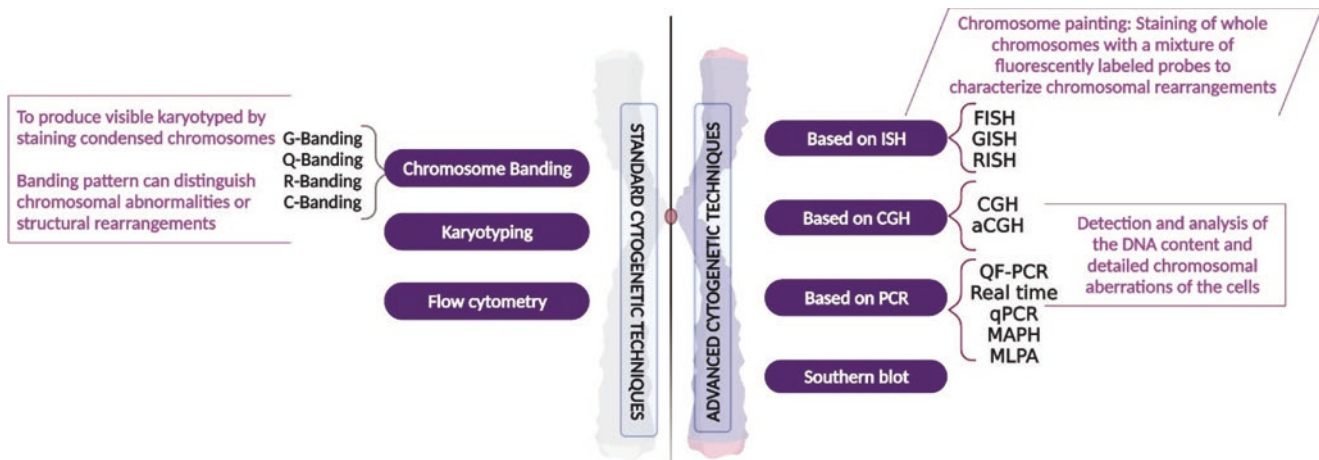 To produce visible karyotyped by
staining condensed chromosomes
Banding pattern can distinguish
chromosomal abnormalities or
structural rearrangements
G-Banding
Q-Banding
R-Banding
C-Banding
Chromosome Banding
Karyotyping
Flow cytometry
STANDARD CYTOGENETIC TECHNIQUES
ADVANCED CYTOGENETIC TECHNIQUES
Chromosome painting: Staining of whole
chromosomes with a mixture of
fluorescently labeled probes to
characterize chromosomal rearrangements
Based on ISH
FISH
GISH
RISH
Based on CGH
CGH
aCGH
Detection and analysis of
the DNA content and
detailed chromosomal
aberrations of the cells
Based on PCR
QF-PCR
Real time
qPCR
MAPH
MLPA
Southern blot